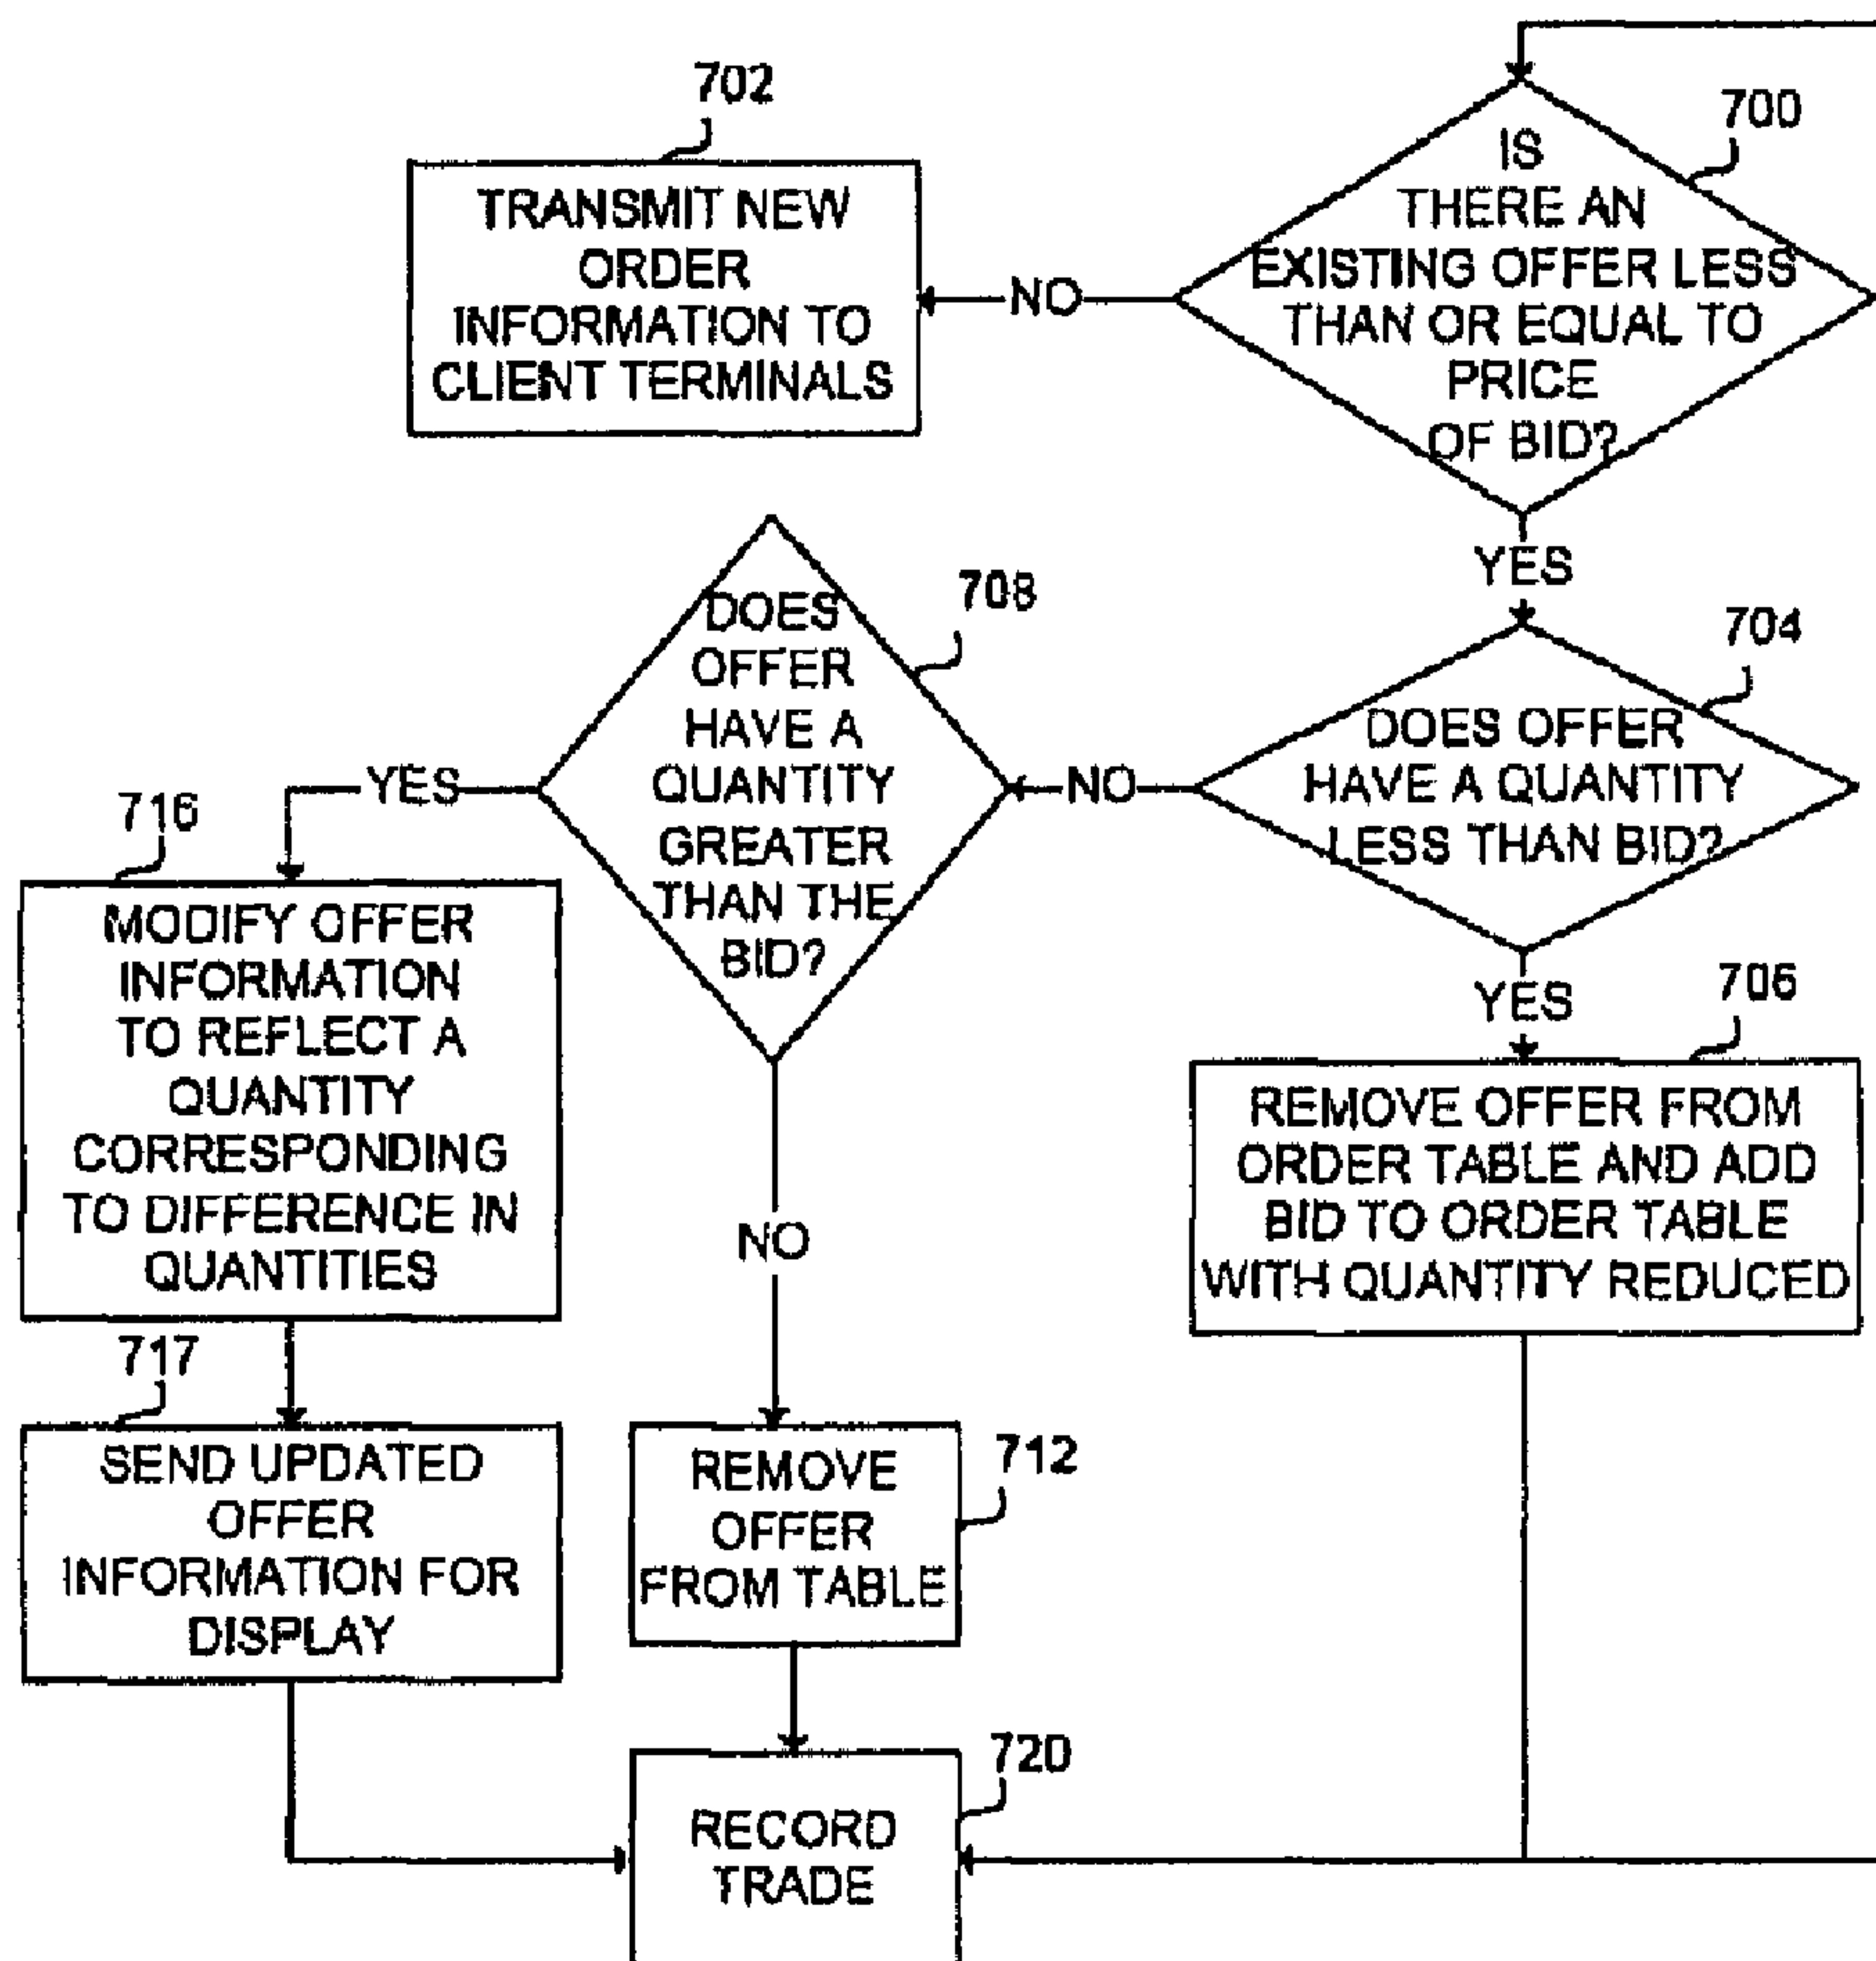 702
TRANSMIT NEW
ORDER
INFORMATION TO
CLIENT TERMINALS
NO
700
IS
THERE AN
EXISTING OFFER LESS
THAN OR EQUAL TO
PRICE
OF BID?
YES
704
DOES OFFER
HAVE A QUANTITY
LESS THAN BID?
NO
708
DOES
OFFER
HAVE A
QUANTITY
GREATER
THAN THE
BID?
YES
716
MODIFY OFFER
INFORMATION
TO REFLECT A
QUANTITY
CORRESPONDING
TO DIFFERENCE IN
QUANTITIES
YES
706
REMOVE OFFER FROM
ORDER TABLE AND ADD
BID TO ORDER TABLE
WITH QUANTITY REDUCED
NO
717
SEND UPDATED
OFFER
INFORMATION FOR
DISPLAY
712
REMOVE
OFFER
FROM TABLE
720
RECORD
TRADE